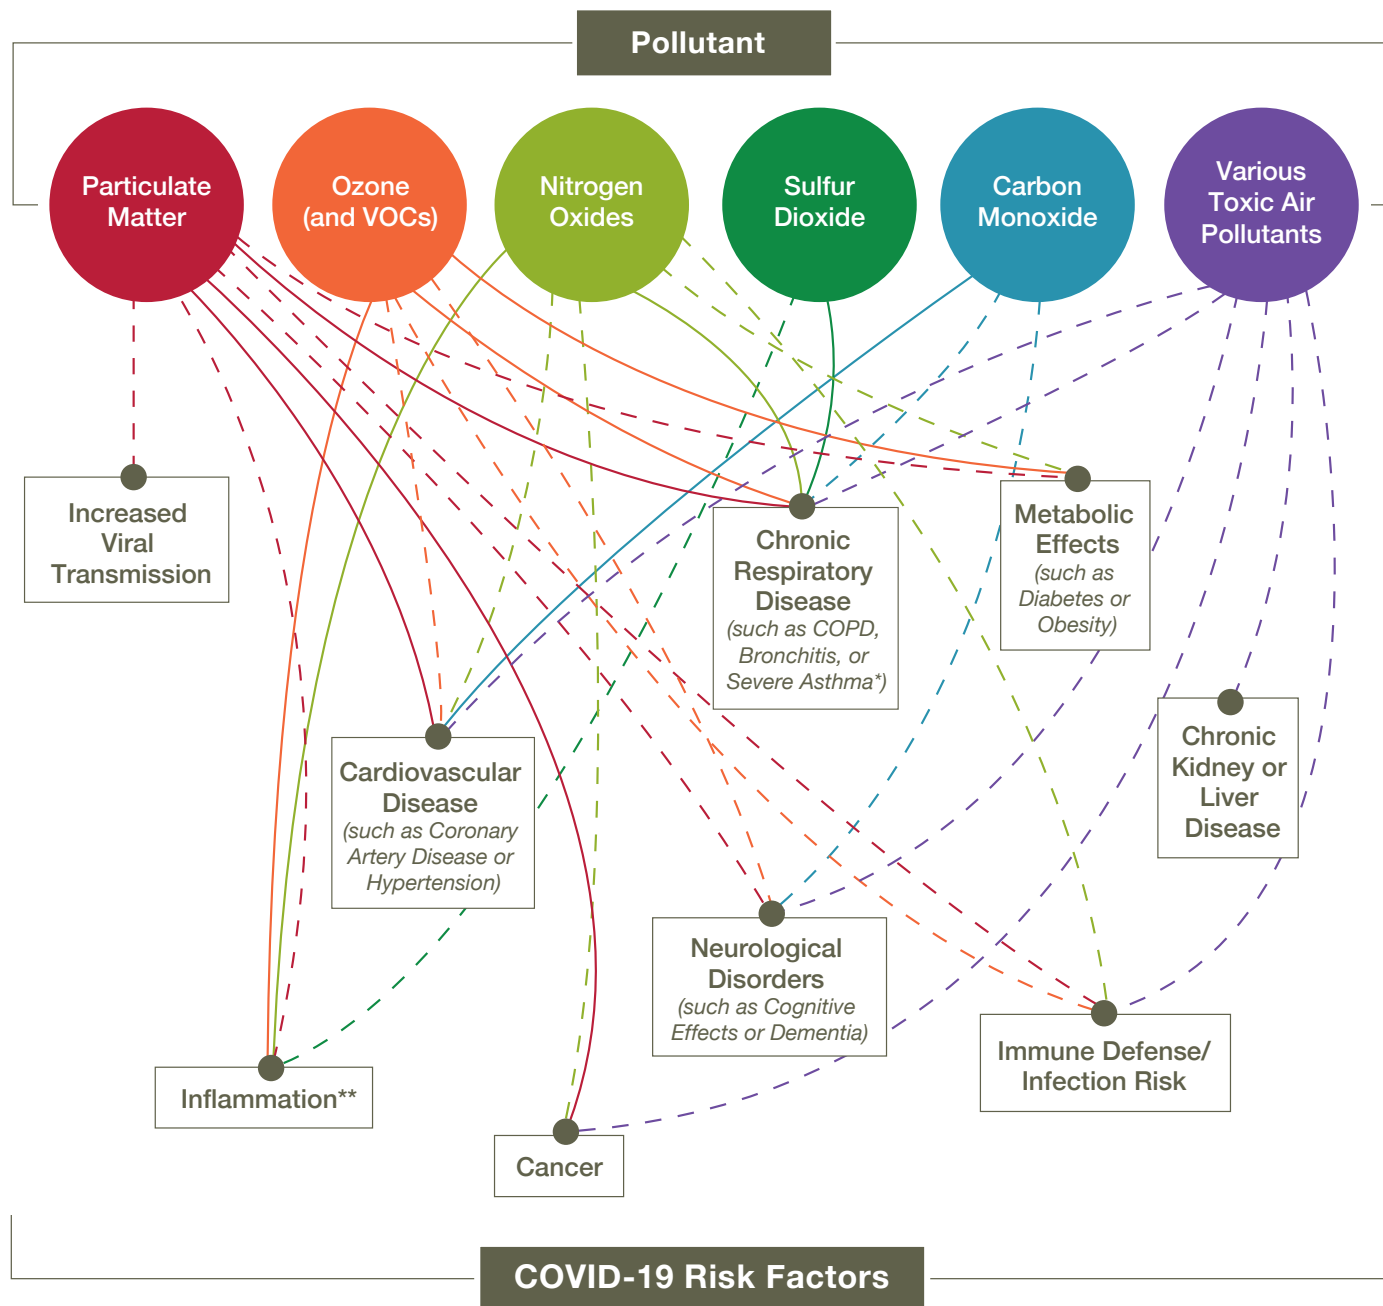 Pollutant
Particulate
Matter
Ozone
(and VOCs)
Nitrogen
Oxides
Sulfur
Dioxide
Carbon
Monoxide
Various
Toxic Air
Pollutants
Increased
Viral
Transmission
Chronic
Respiratory
Disease
(such as COPD,
Bronchitis, or
Severe Asthma*)
Metabolic
Effects
(such as
Diabetes or
Obesity)
Cardiovascular
Disease
(such as Coronary
Artery Disease or
Hypertension)
Chronic
Kidney or
Liver
Disease
Neurological
Disorders
(such as Cognitive
Effects or Dementia)
Immune Defense/
Infection Risk
Inflammation**
Cancer
COVID-19 Risk Factors